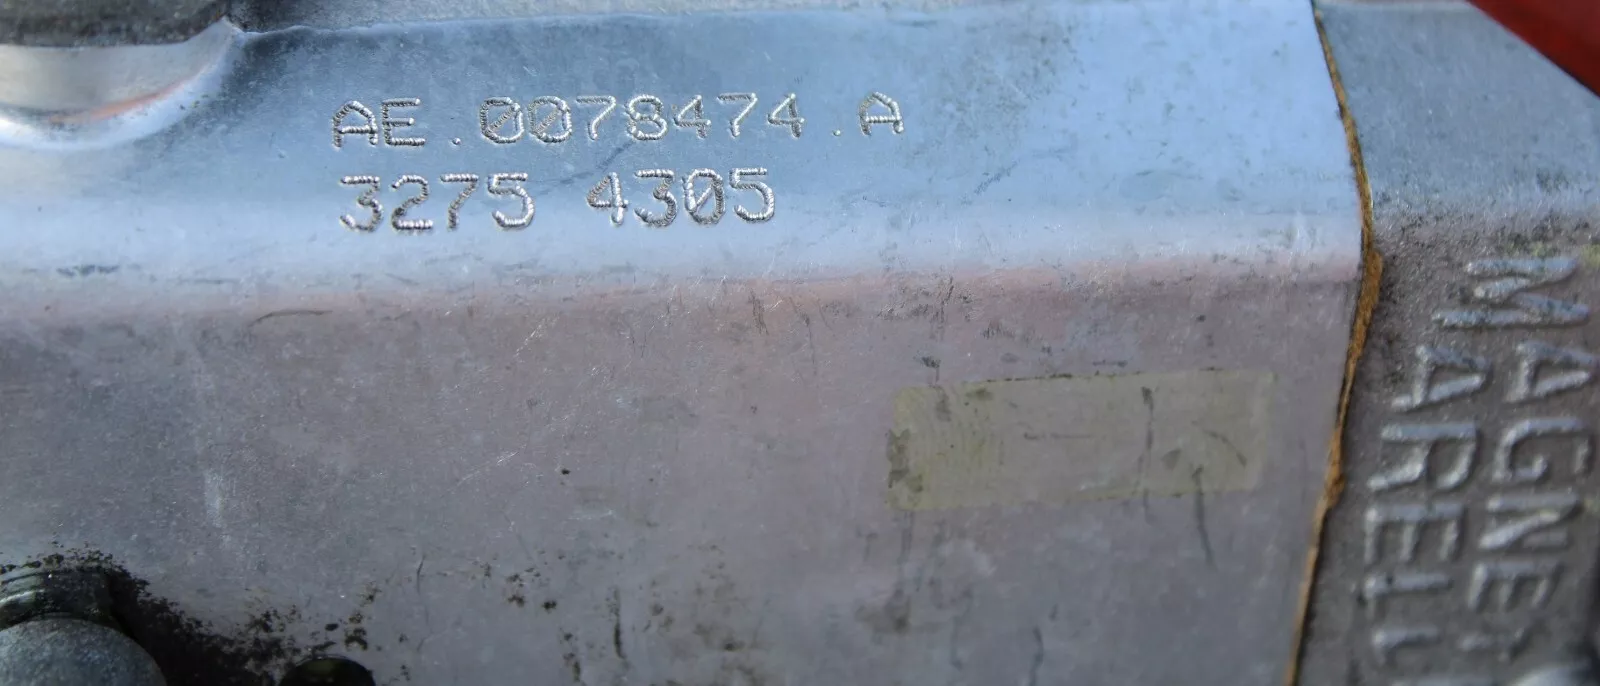 AE.0078474.A
3275 4305
MAGNETI
MARELLI